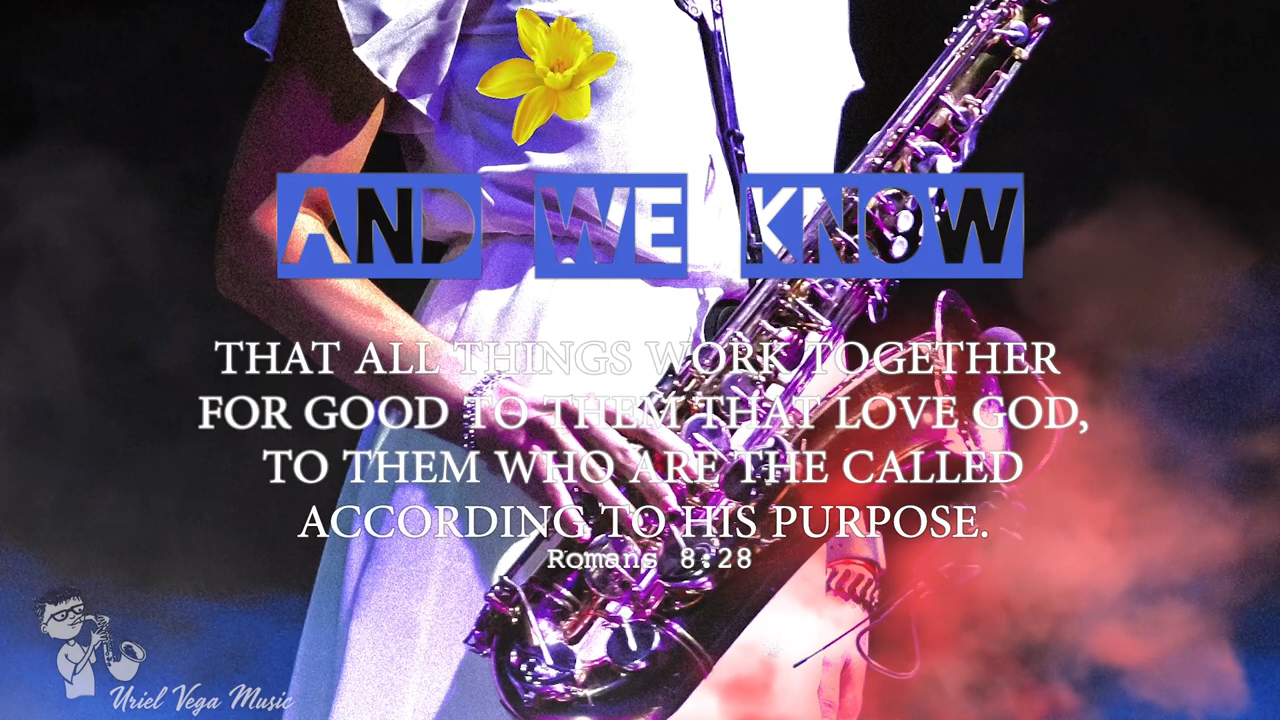 AND WE KNOW
THAT ALL THINGS WORK TOGETHER
FOR GOOD TO THEM THAT LOVE GOD,
TO THEM WHO ARE THE CALLED
ACCORDING TO HIS PURPOSE.
Romans 8:28
Uriel Vega Music